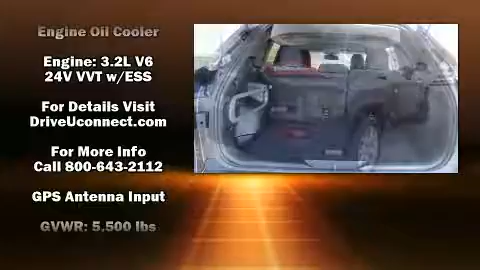 Engine Oil Cooler
Engine: 3.2L V6
24V VVT w/ESS
For Details Visit
DriveUconnect.com
For More Info
Call 800-643-2112
GPS Antenna Input
GVWR: 5,500 lbs